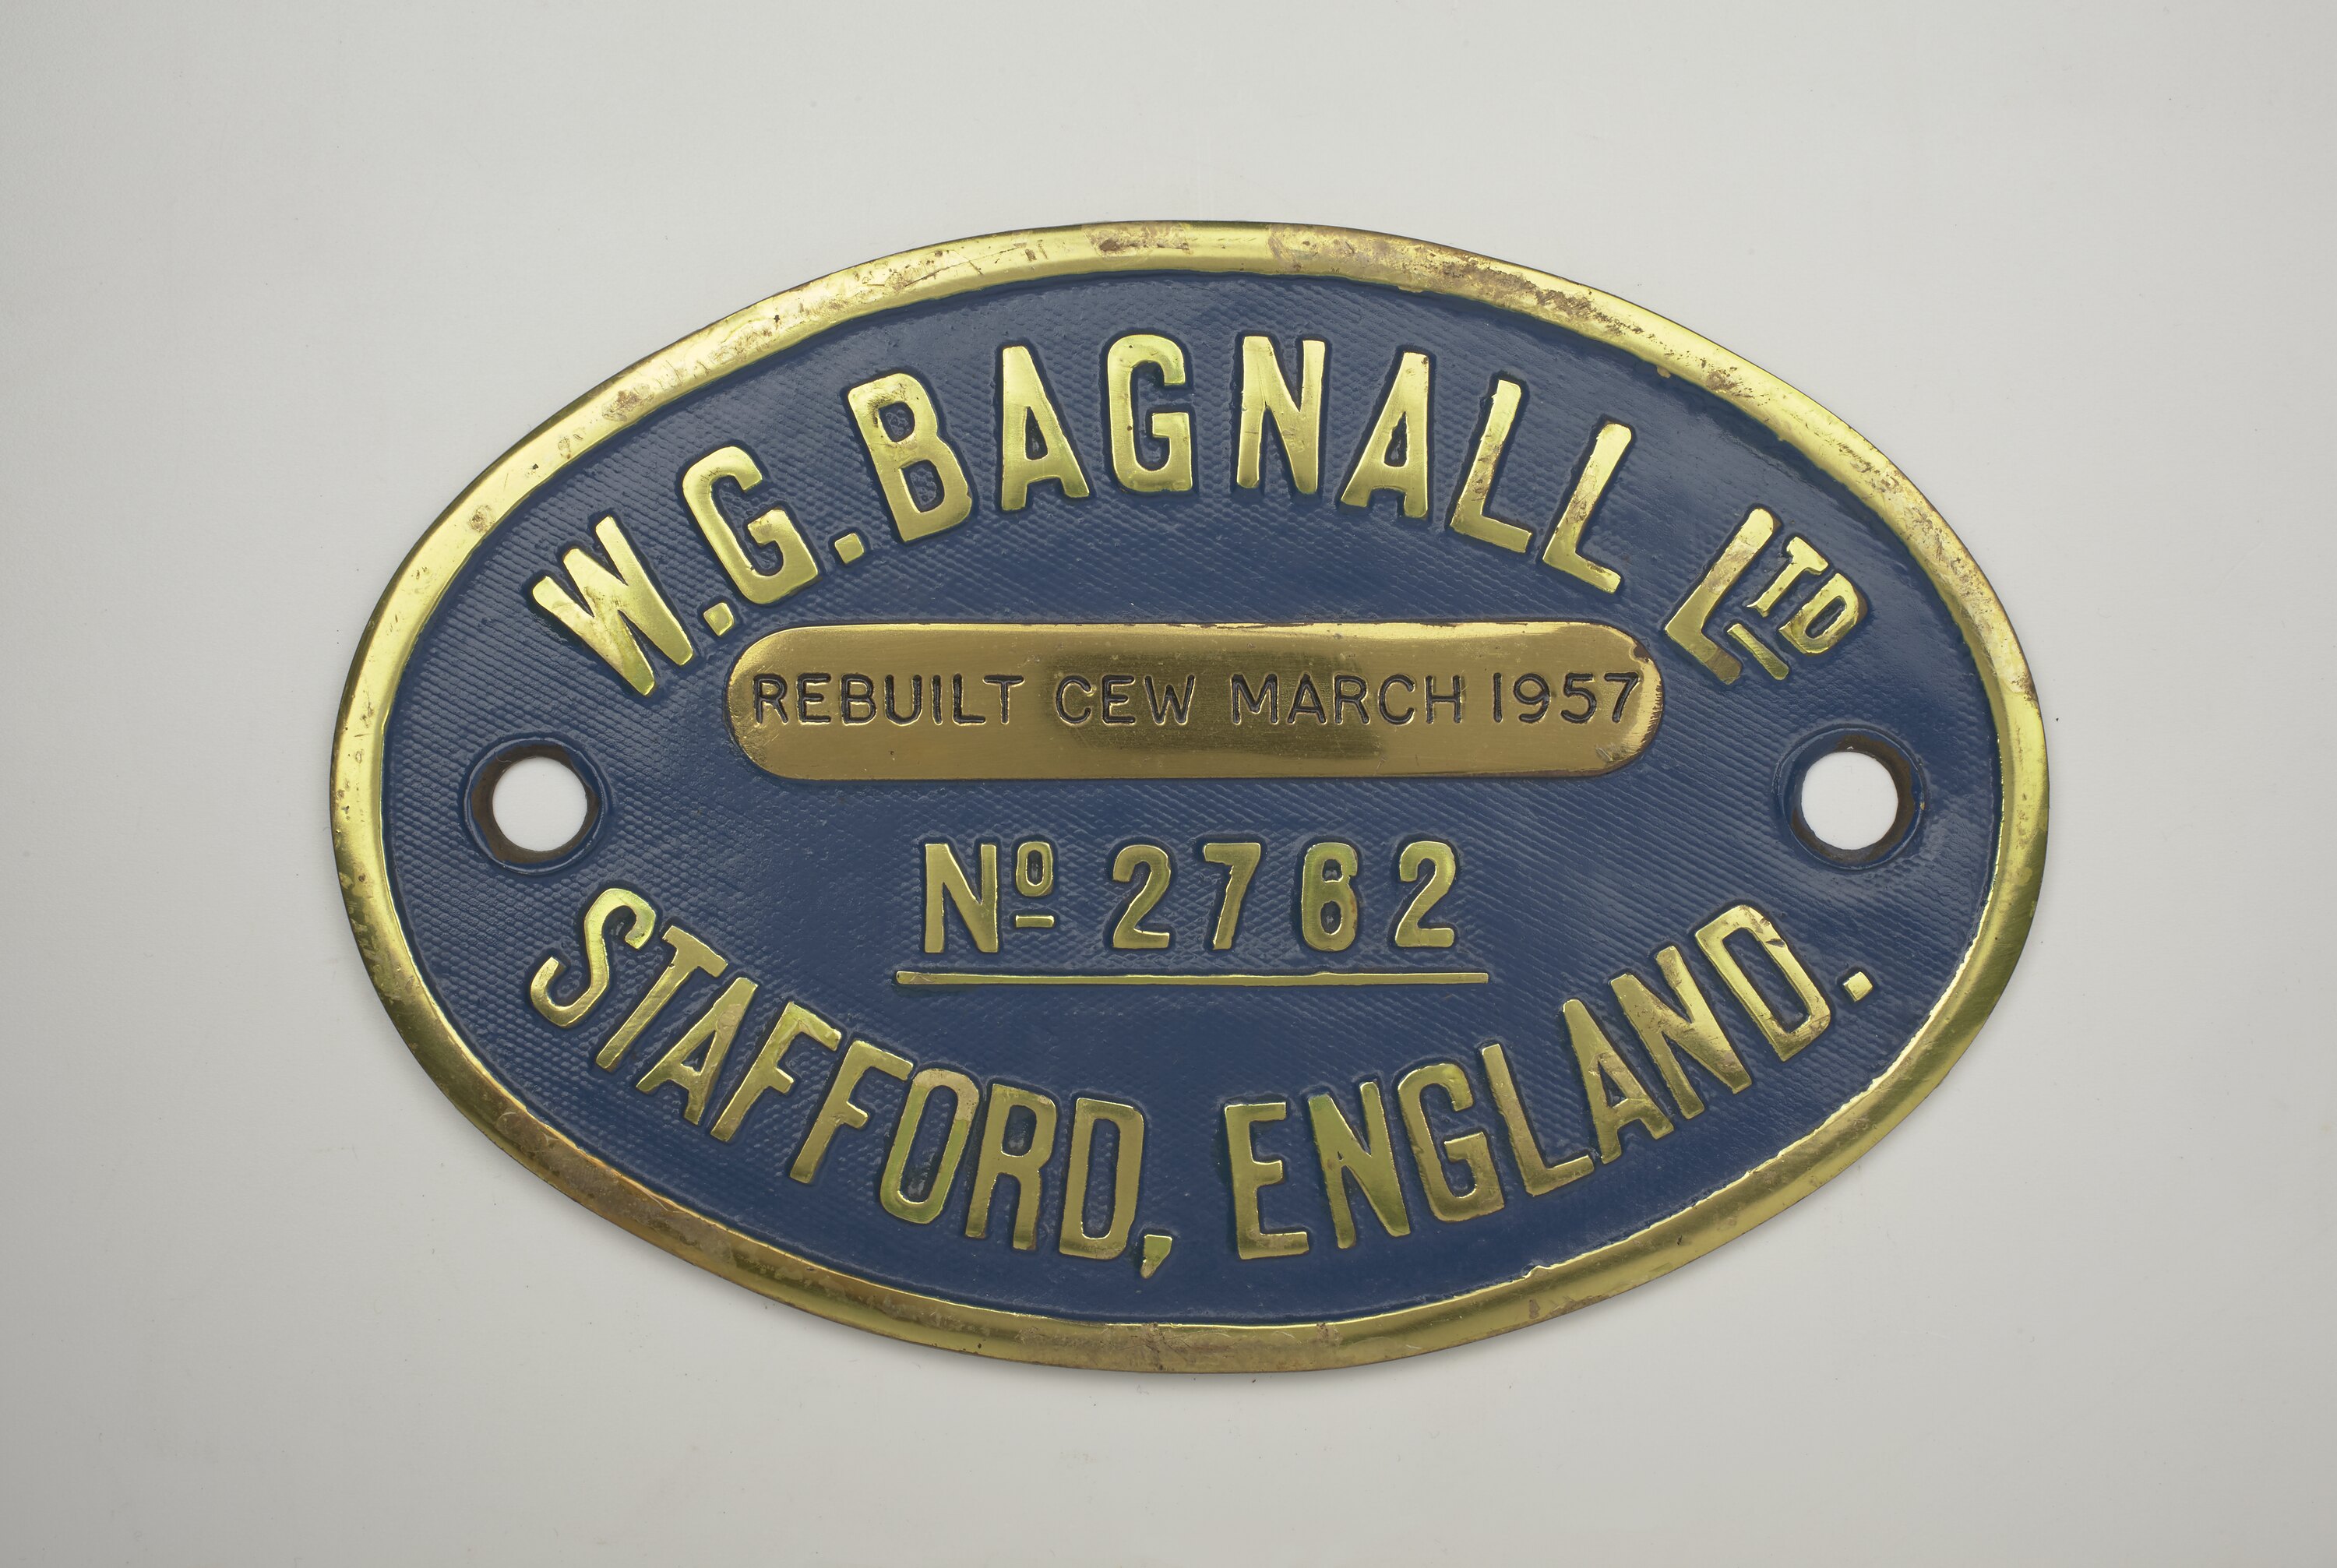 W.G. BAGNALL LTD
REBUILT CEW MARCH 1957
Nº 2762
STAFFORD, ENGLAND.